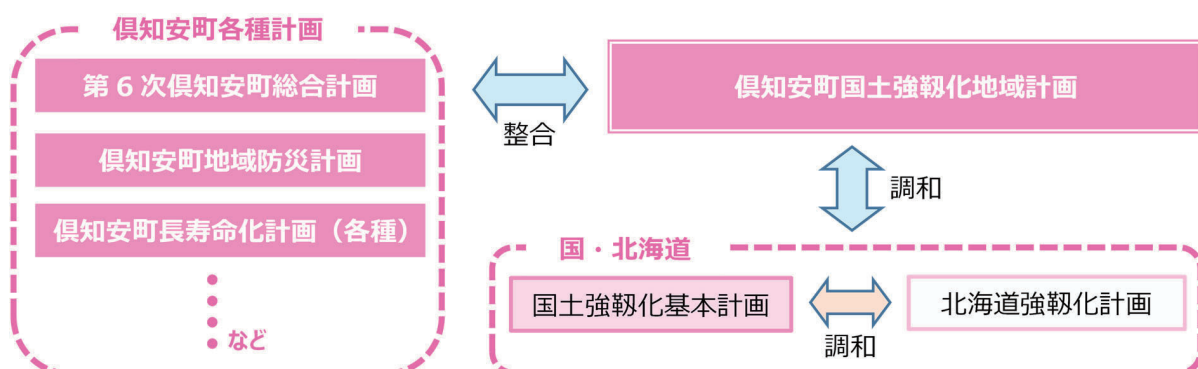 倶知安町各種計画
第6次倶知安町総合計画
倶知安町地域防災計画
倶知安町長寿命化計画（各種）
など
整合
倶知安町国土強靱化地域計画
調和
国・北海道
国土強靱化基本計画
調和
北海道強靱化計画